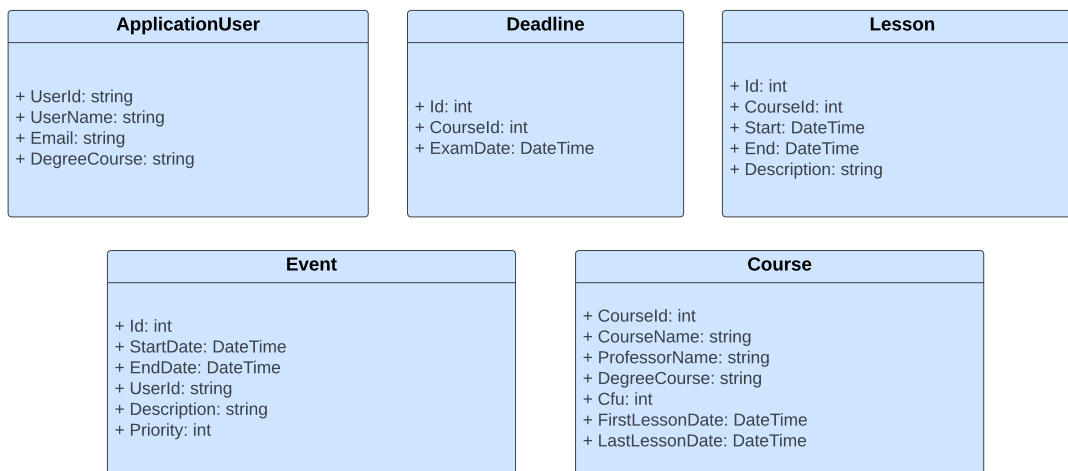 ApplicationUser
+ UserId: string
+ UserName: string
+ Email: string
+ DegreeCourse: string
Deadline
+ Id: int
+ CourseId: int
+ ExamDate: DateTime
Lesson
+ Id: int
+ CourseId: int
+ Start: DateTime
+ End: DateTime
+ Description: string
Event
+ Id: int
+ StartDate: DateTime
+ EndDate: DateTime
+ UserId: string
+ Description: string
+ Priority: int
Course
+ CourseId: int
+ CourseName: string
+ ProfessorName: string
+ DegreeCourse: string
+ Cfu: int
+ FirstLessonDate: DateTime
+ LastLessonDate: DateTime